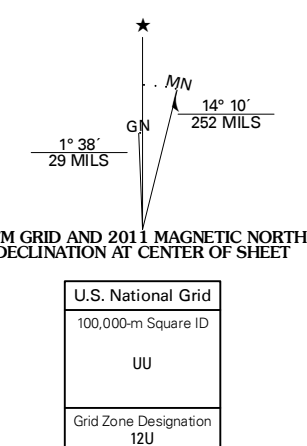 ★
MN
GN
14° 10´
252 MILS
1° 38´
29 MILS
M GRID AND 2011 MAGNETIC NORTH
DECLINATION AT CENTER OF SHEET
U.S. National Grid
100,000-m Square ID
UU
Grid Zone Designation
12U